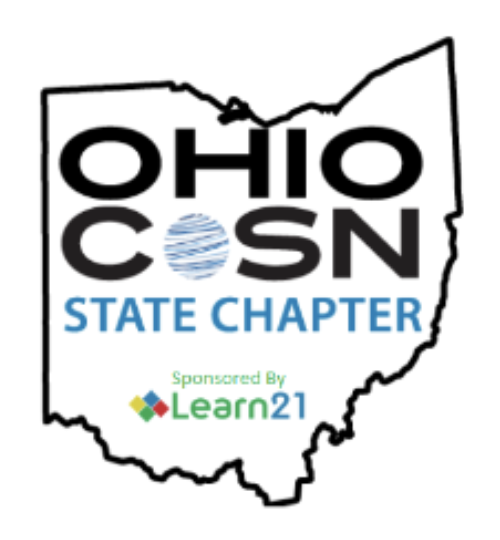 OHIO
COSN
STATE CHAPTER
Sponsored By
Learn21